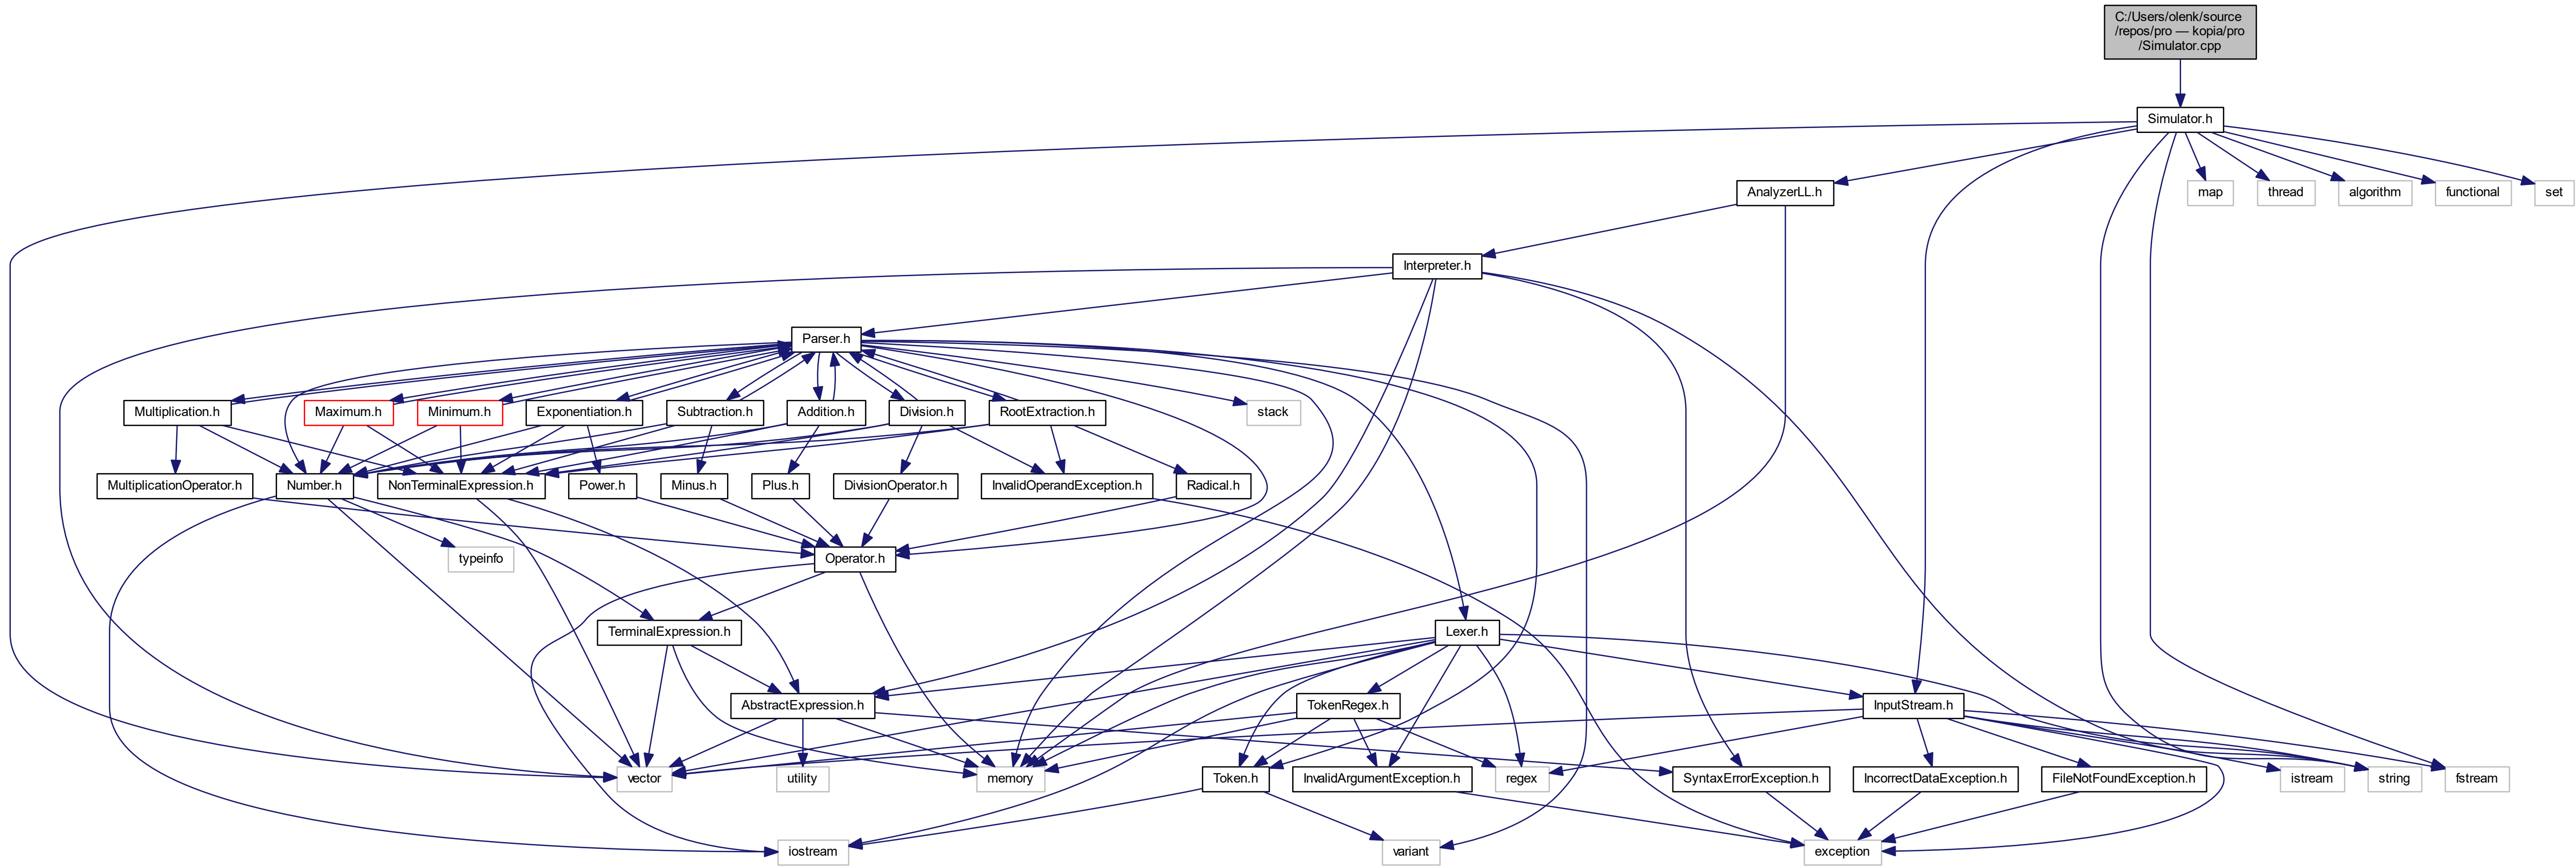 C:/Users/olenk/source
/repos/pro — kopia/pro
/Simulator.cpp
Simulator.h
AnalyzerLL.h
map
thread
algorithm
functional
set
Interpreter.h
Parser.h
Multiplication.h
Maximum.h
Minimum.h
Exponentiation.h
Subtraction.h
Addition.h
Division.h
RootExtraction.h
stack
MultiplicationOperator.h
Number.h
NonTerminalExpression.h
Power.h
Minus.h
Plus.h
DivisionOperator.h
InvalidOperandException.h
Radical.h
typeinfo
Operator.h
TerminalExpression.h
Lexer.h
AbstractExpression.h
TokenRegex.h
InputStream.h
vector
utility
memory
Token.h
InvalidArgumentException.h
regex
SyntaxErrorException.h
IncorrectDataException.h
FileNotFoundException.h
istream
string
fstream
iostream
variant
exception